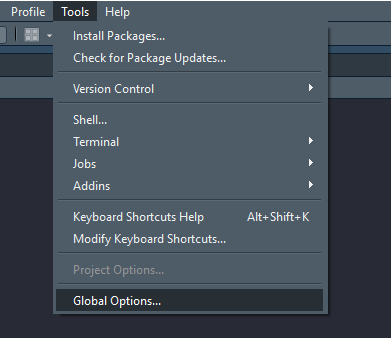 Profile Tools Help
Install Packages...
Check for Package Updates...
Version Control
Shell...
Terminal
Jobs
Addins
Keyboard Shortcuts Help Alt+Shift+K
Modify Keyboard Shortcuts...
Project Options...
Global Options...